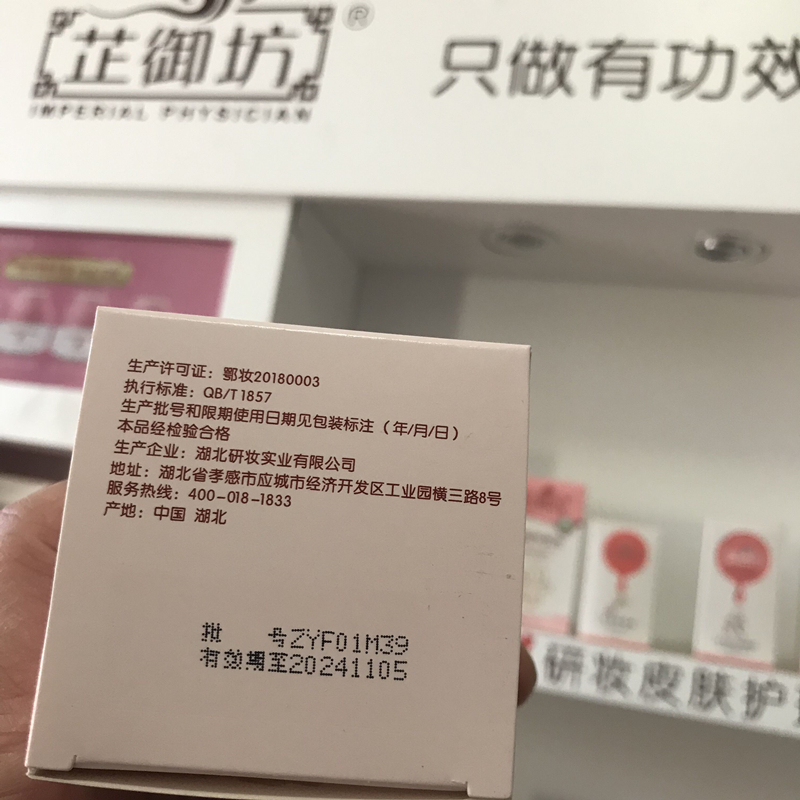 芷御坊
®
IMPERIAL PHYSICIAN
只做有功效
生产许可证：鄂妆20180003
执行标准：QB/T1857
生产批号和限期使用日期见包装标注（年/月/日）
本品经检验合格
生产企业：湖北研妆实业有限公司
地址：湖北省孝感市应城市经济开发区工业园横三路8号
服务热线：400-018-1833
产地：中国 湖北
批 号ZYF01M39
有效期至20241105
研妆皮肤护